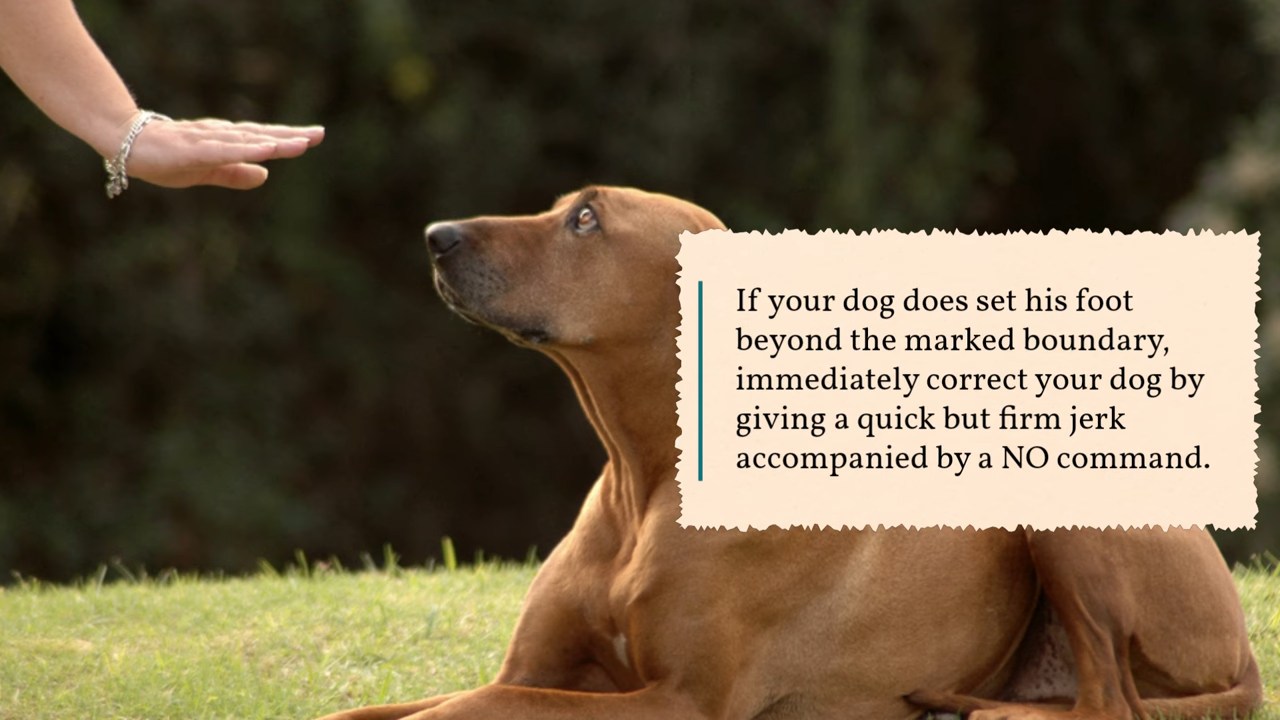 If your dog does set his foot
beyond the marked boundary,
immediately correct your dog by
giving a quick but firm jerk
accompanied by a NO command.